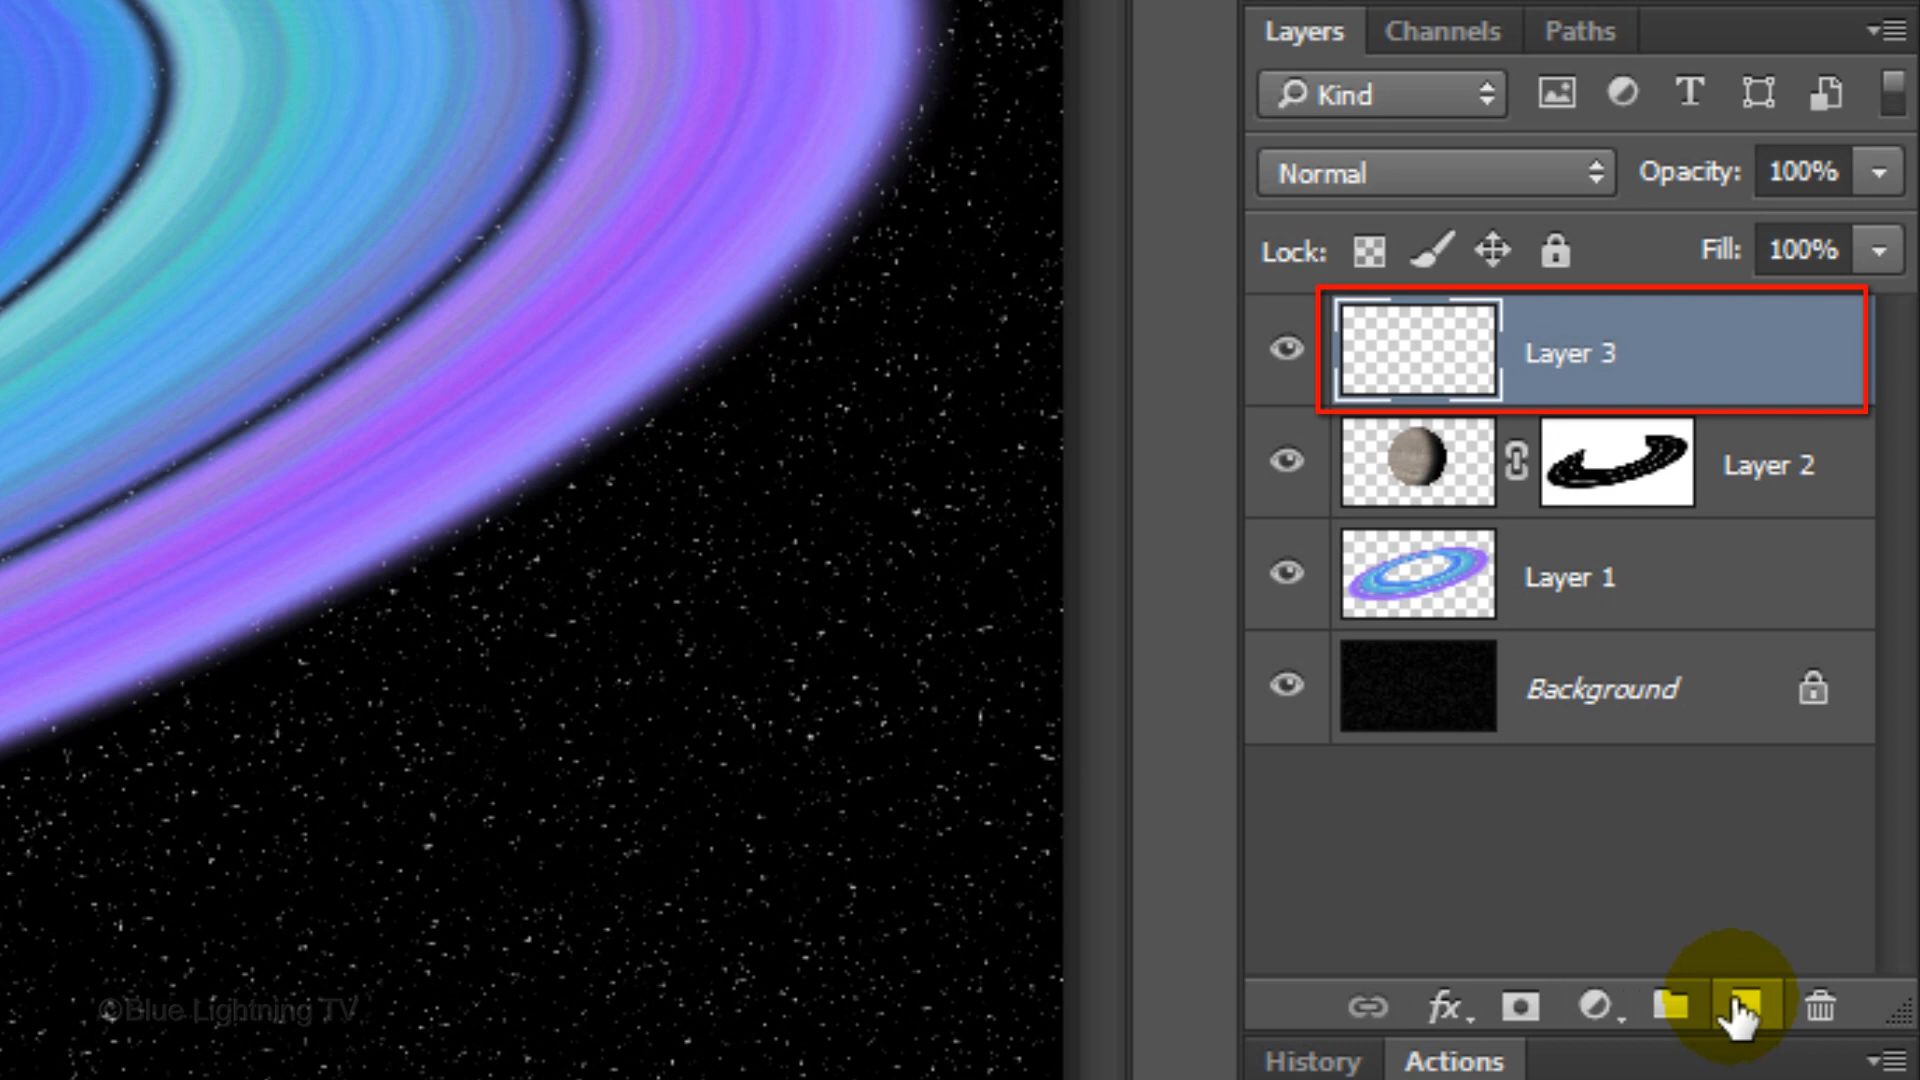 Layers Channels Paths
Kind T
Normal Opacity: 100%
Lock: Fill: 100%
Layer 3
Layer 2
Layer 1
Background
fx
©Blue Lightning TV
History Actions